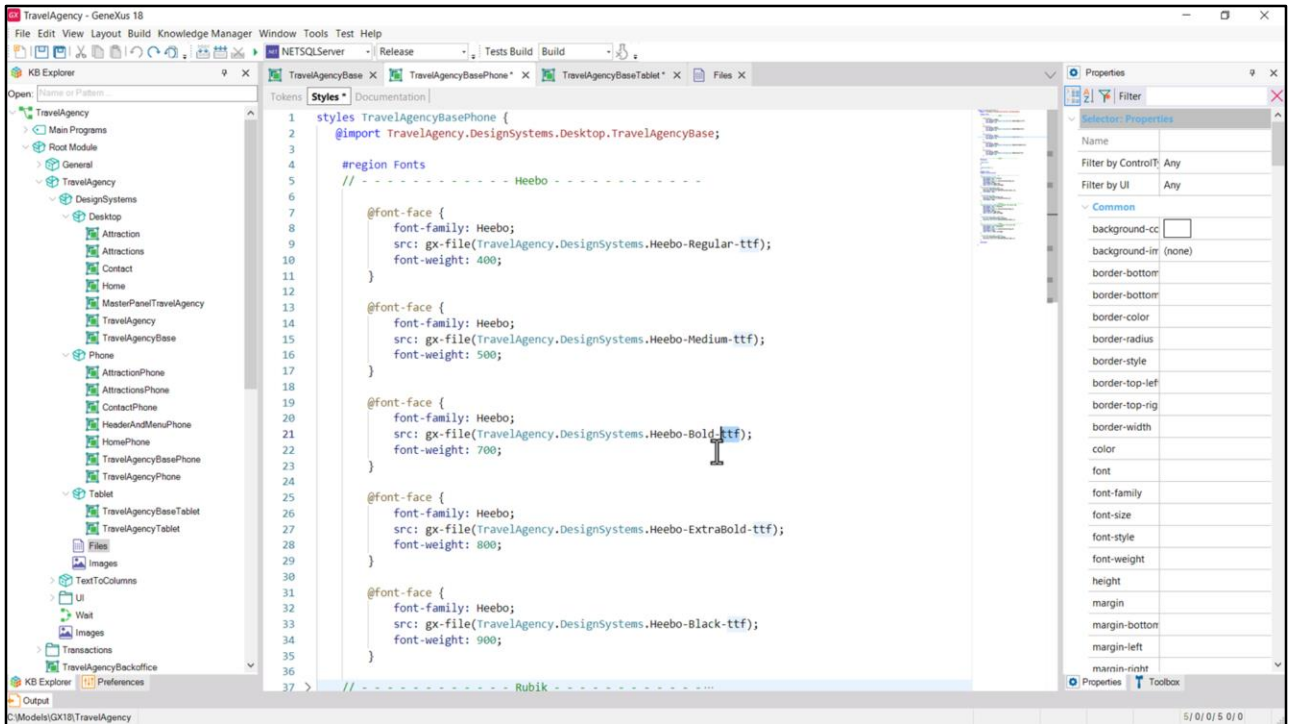 GX TravelAgency - GeneXus 18
File Edit View Layout Build Knowledge Manager Window Tools Test Help
NETSQLServer Release Tests Build Build
KB Explorer
Open: Name or Pattern...
TravelAgency
Main Programs
Root Module
General
TravelAgency
DesignSystems
Desktop
Attraction
Attractions
Contact
Home
MasterPanelTravelAgency
TravelAgency
TravelAgencyBase
Phone
AttractionPhone
AttractionsPhone
ContactPhone
HeaderAndMenuPhone
HomePhone
TravelAgencyBasePhone
TravelAgencyPhone
Tablet
TravelAgencyBaseTablet
TravelAgencyTablet
Files
Images
TextToColumns
UI
Wait
Images
Transactions
TravelAgencyBackoffice
KB Explorer Preferences
Output
C:\Models\GX18\TravelAgency
TravelAgencyBase X TravelAgencyBasePhone* X TravelAgencyBaseTablet* X Files X
Tokens Styles * Documentation
1 styles TravelAgencyBasePhone {
2 @import TravelAgency.DesignSystems.Desktop.TravelAgencyBase;
3
4 #region Fonts
5 // - - - - - - - - - - - - Heebo - - - - - - - - - - - -
6
7 @font-face {
8 font-family: Heebo;
9 src: gx-file(TravelAgency.DesignSystems.Heebo-Regular-ttf);
10 font-weight: 400;
11 }
12
13 @font-face {
14 font-family: Heebo;
15 src: gx-file(TravelAgency.DesignSystems.Heebo-Medium-ttf);
16 font-weight: 500;
17 }
18
19 @font-face {
20 font-family: Heebo;
21 src: gx-file(TravelAgency.DesignSystems.Heebo-Bold-ttf);
22 font-weight: 700;
23 }
24
25 @font-face {
26 font-family: Heebo;
27 src: gx-file(TravelAgency.DesignSystems.Heebo-ExtraBold-ttf);
28 font-weight: 800;
29 }
30
31 @font-face {
32 font-family: Heebo;
33 src: gx-file(TravelAgency.DesignSystems.Heebo-Black-ttf);
34 font-weight: 900;
35 }
36
37 // - - - - - - - - - - - - Rubik - - - - - - - - - - - -...
Properties
Filter
Selector: Properties
Name
Filter by ControlT Any
Filter by UI Any
Common
background-cc
background-im (none)
border-bottom
border-bottom
border-color
border-radius
border-style
border-top-lef
border-top-rig
border-width
color
font
font-family
font-size
font-style
font-weight
height
margin
margin-bottom
margin-left
margin-right
Properties Toolbox
5/ 0/ 0/ 5 0/ 0